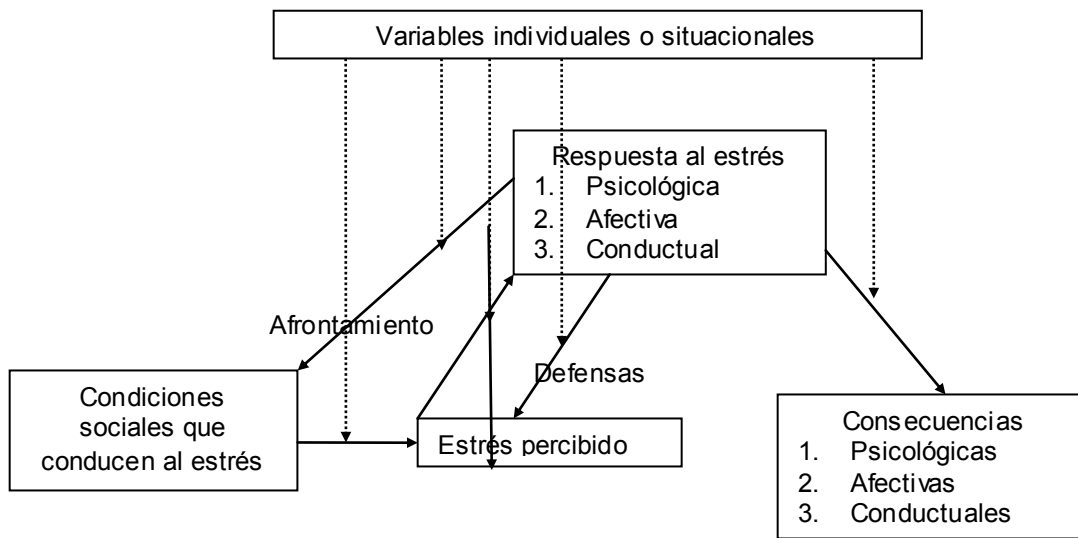 Variables individuales o situacionales
Respuesta al estrés
1. Psicológica
2. Afectiva
3. Conductual
Afrontamiento
Defensas
Condiciones
sociales que
conducen al estrés
Estrés percibido
Consecuencias
1. Psicológicas
2. Afectivas
3. Conductuales